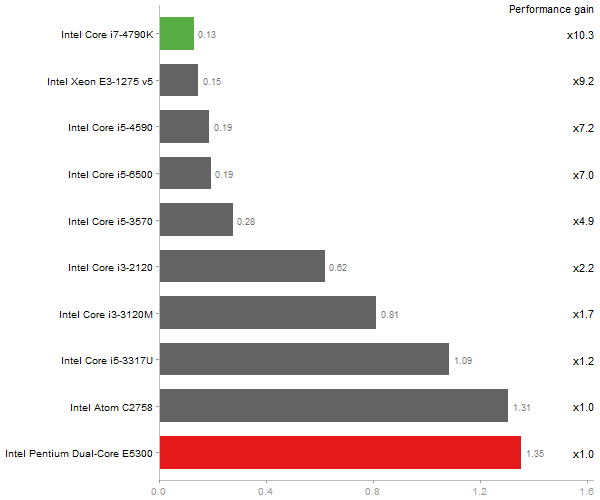 Performance gain
Intel Core i7-4790K 0.13 x10.3
Intel Xeon E3-1275 v5 0.15 x9.2
Intel Core i5-4590 0.19 x7.2
Intel Core i5-6500 0.19 x7.0
Intel Core i5-3570 0.28 x4.9
Intel Core i3-2120 0.62 x2.2
Intel Core i3-3120M 0.81 x1.7
Intel Core i5-3317U 1.09 x1.2
Intel Atom C2758 1.31 x1.0
Intel Pentium Dual-Core E5300 1.35 x1.0
0.0 0.4 0.8 1.2 1.6